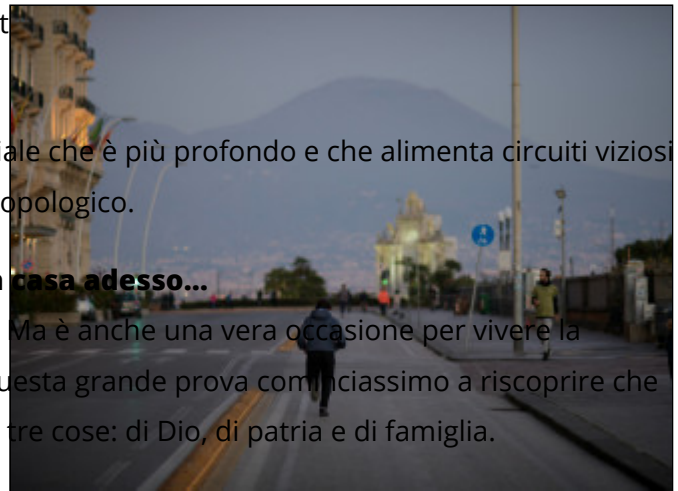 t
iale che è più profondo e che alimenta circuiti viziosi
opologico.
casa adesso...
Ma è anche una vera occasione per vivere la
uesta grande prova cominciassimo a riscoprire che
tre cose: di Dio, di patria e di famiglia.